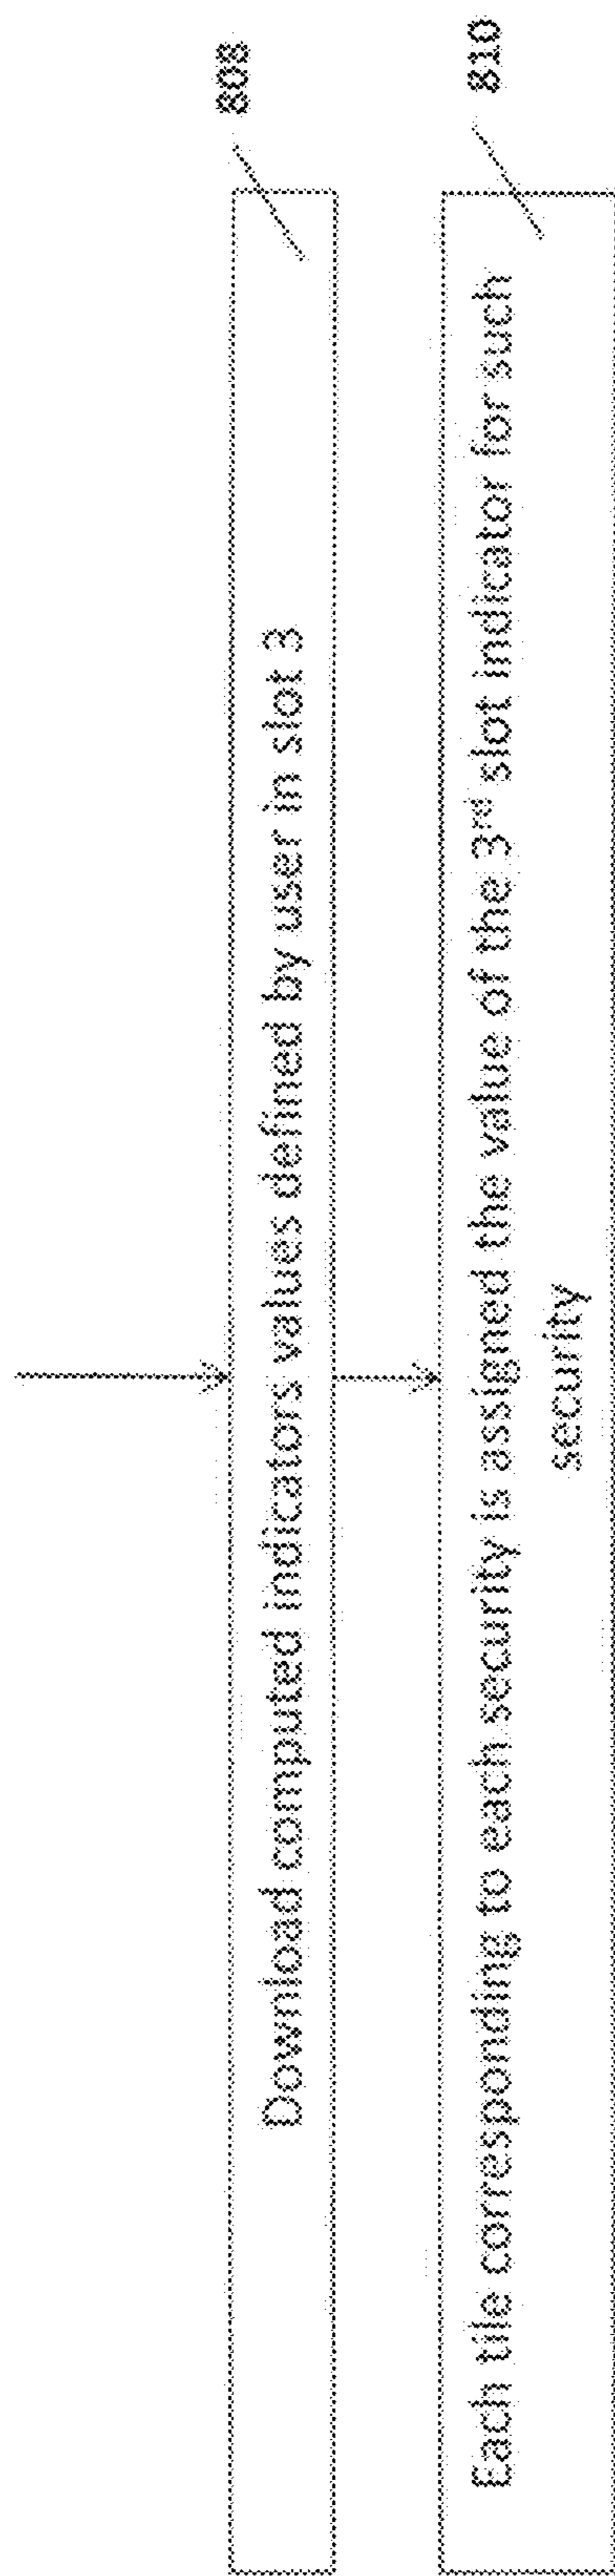 808
Download computed indicators values defined by user in slot 3
810
Each tile corresponding to each security is assigned the value of the 3rd slot indicator for such
security